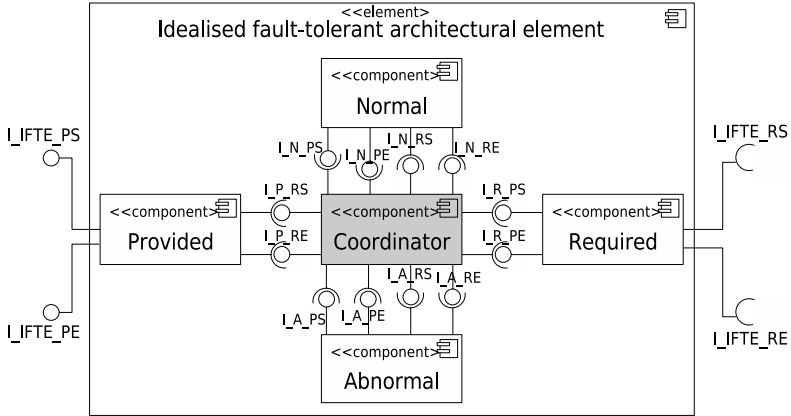 <<element>>
Idealised fault-tolerant architectural element
<<component>>
Normal
I_IFTE_PS
I_IFTE_RS
I_N_PS
I_N_PE
I_N_RS
I_N_RE
I_P_RS
I_R_PS
<<component>>
Provided
<<component>>
Coordinator
<<component>>
Required
I_P_RE
I_R_PE
I_A_RS
I_A_RE
I_A_PS
I_A_PE
I_IFTE_PE
I_IFTE_RE
<<component>>
Abnormal